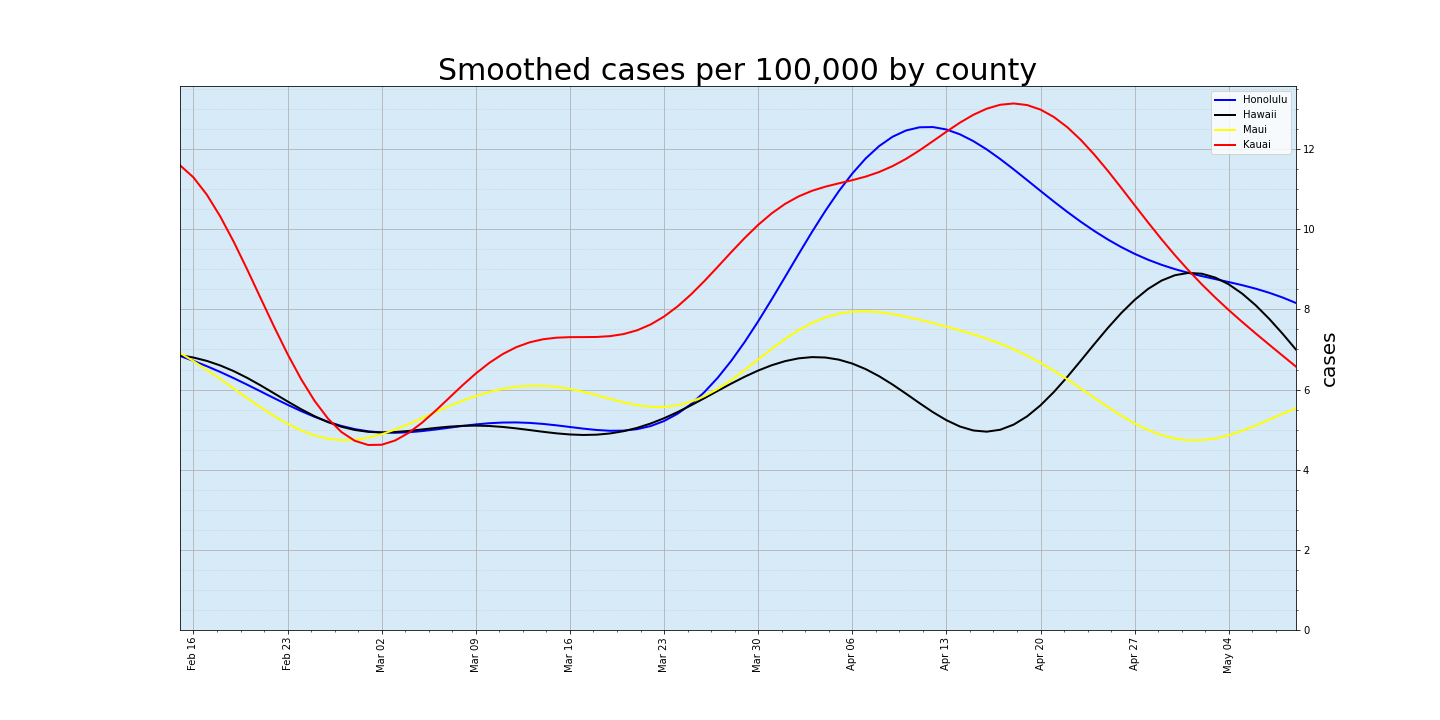 Smoothed cases per 100,000 by county
Honolulu
Hawaii
Maui
Kauai
12
10
8
6
4
2
0
cases
Feb 16
Feb 23
Mar 02
Mar 09
Mar 16
Mar 23
Mar 30
Apr 06
Apr 13
Apr 20
Apr 27
May 04